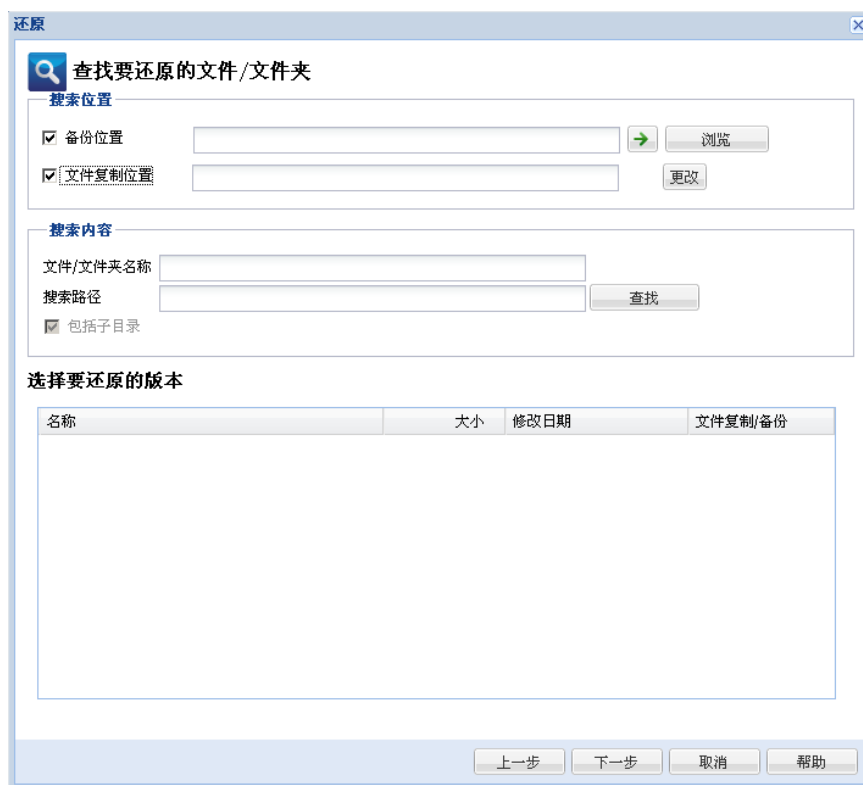 还原
查找要还原的文件/文件夹
搜索位置
备份位置 浏览
文件复制位置 更改
搜索内容
文件/文件夹名称
搜索路径 查找
包括子目录
选择要还原的版本
名称 大小 修改日期 文件复制/备份
上一步 下一步 取消 帮助